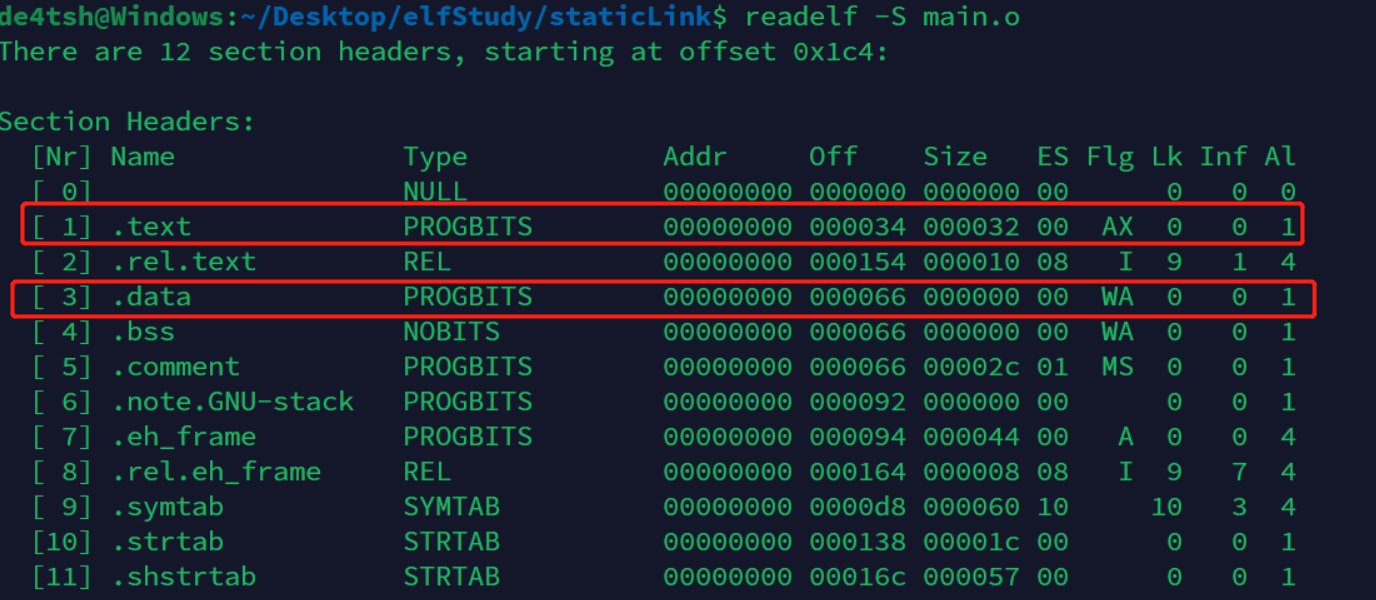 de4tsh@Windows:~/Desktop/elfStudy/staticLink$ readelf -S main.o
There are 12 section headers, starting at offset 0x1c4:
Section Headers:
[Nr] Name Type Addr Off Size ES Flg Lk Inf Al
[ 0] NULL 00000000 000000 000000 00 0 0 0
[ 1] .text PROGBITS 00000000 000034 000032 00 AX 0 0 1
[ 2] .rel.text REL 00000000 000154 000010 08 I 9 1 4
[ 3] .data PROGBITS 00000000 000066 000000 00 WA 0 0 1
[ 4] .bss NOBITS 00000000 000066 000000 00 WA 0 0 1
[ 5] .comment PROGBITS 00000000 000066 00002c 01 MS 0 0 1
[ 6] .note.GNU-stack PROGBITS 00000000 000092 000000 00 0 0 1
[ 7] .eh_frame PROGBITS 00000000 000094 000044 00 A 0 0 4
[ 8] .rel.eh_frame REL 00000000 000164 000008 08 I 9 7 4
[ 9] .symtab SYMTAB 00000000 0000d8 000060 10 10 3 4
[10] .strtab STRTAB 00000000 000138 00001c 00 0 0 1
[11] .shstrtab STRTAB 00000000 00016c 000057 00 0 0 1